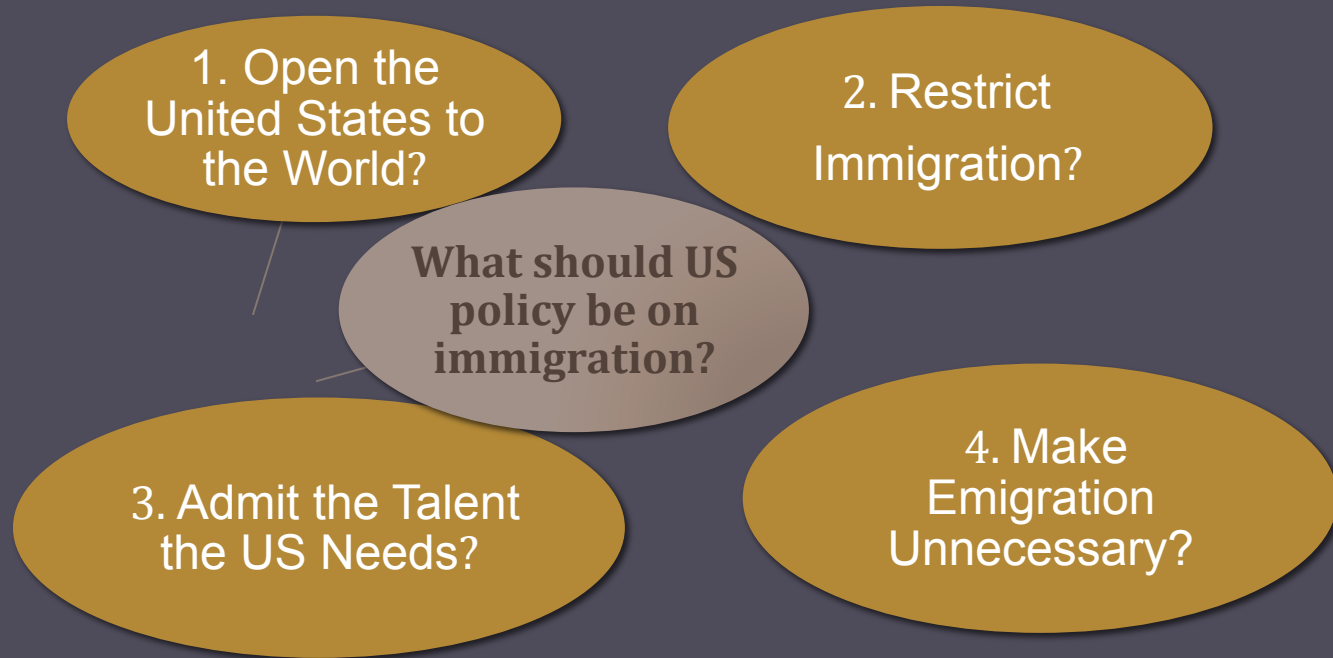 1. Open the
United States to
the World?
2. Restrict
Immigration?
What should US
policy be on
immigration?
3. Admit the Talent
the US Needs?
4. Make
Emigration
Unnecessary?